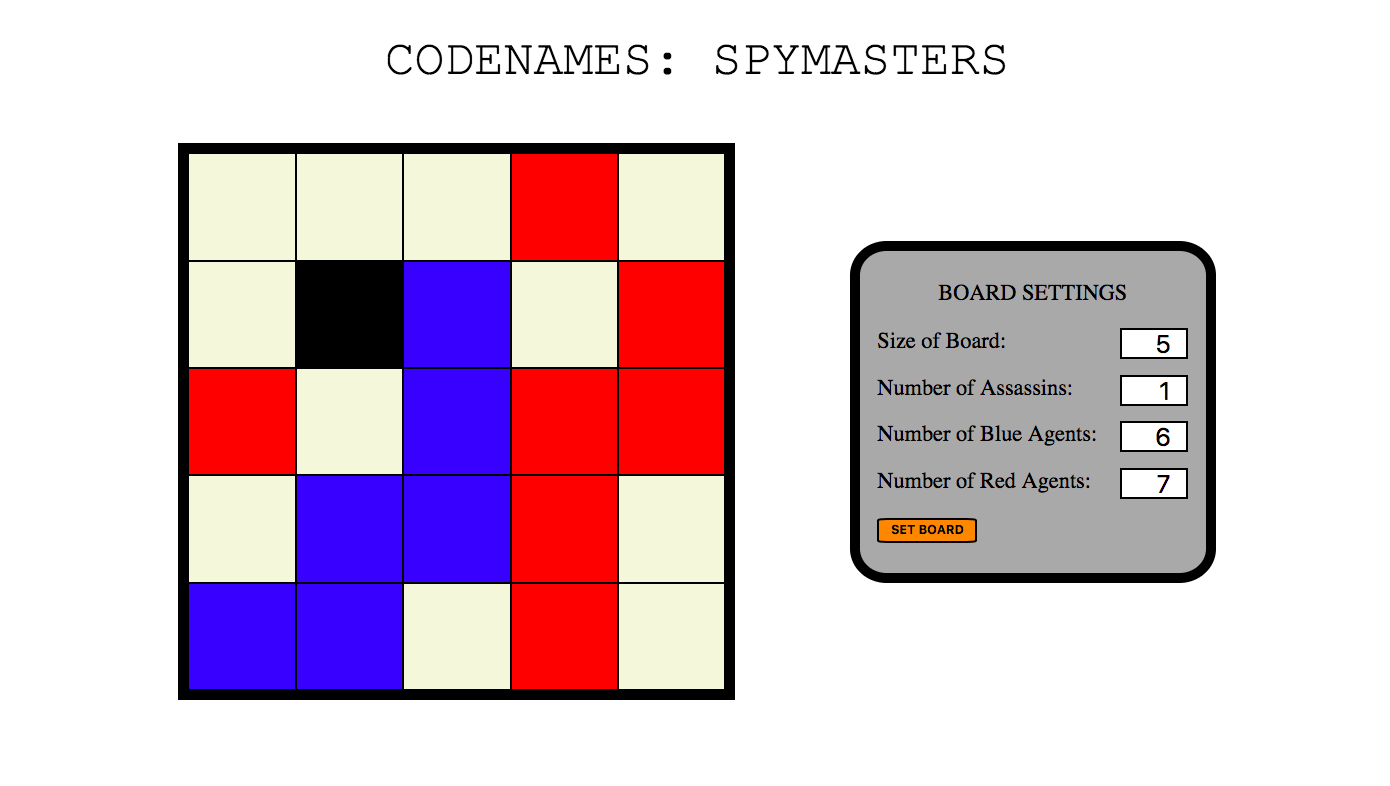 CODENAMES: SPYMASTERS
BOARD SETTINGS
Size of Board: 5
Number of Assassins: 1
Number of Blue Agents: 6
Number of Red Agents: 7
SET BOARD